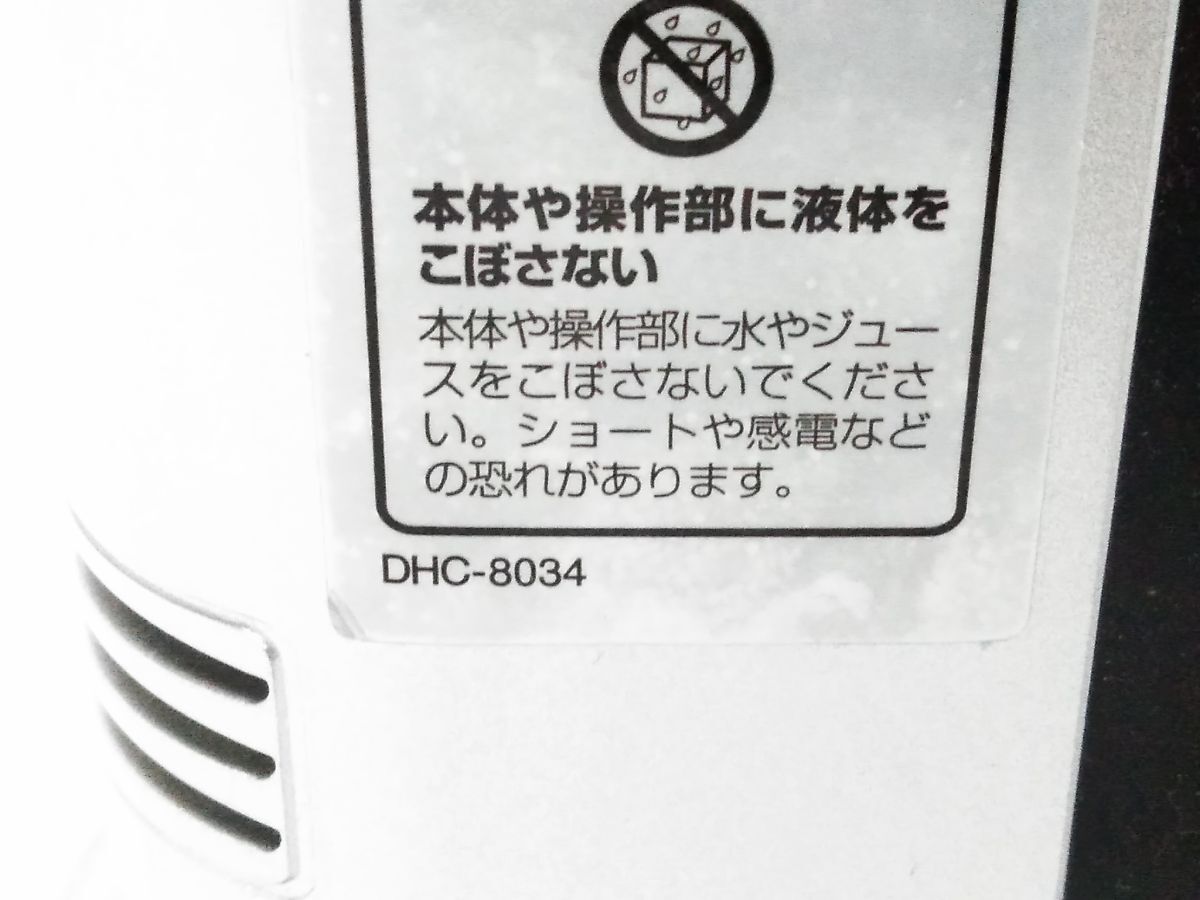 本体や操作部に液体を
こぼさない
本体や操作部に水やジュー
スをこぼさないでくださ
い。ショートや感電など
の恐れがあります。
DHC-8034